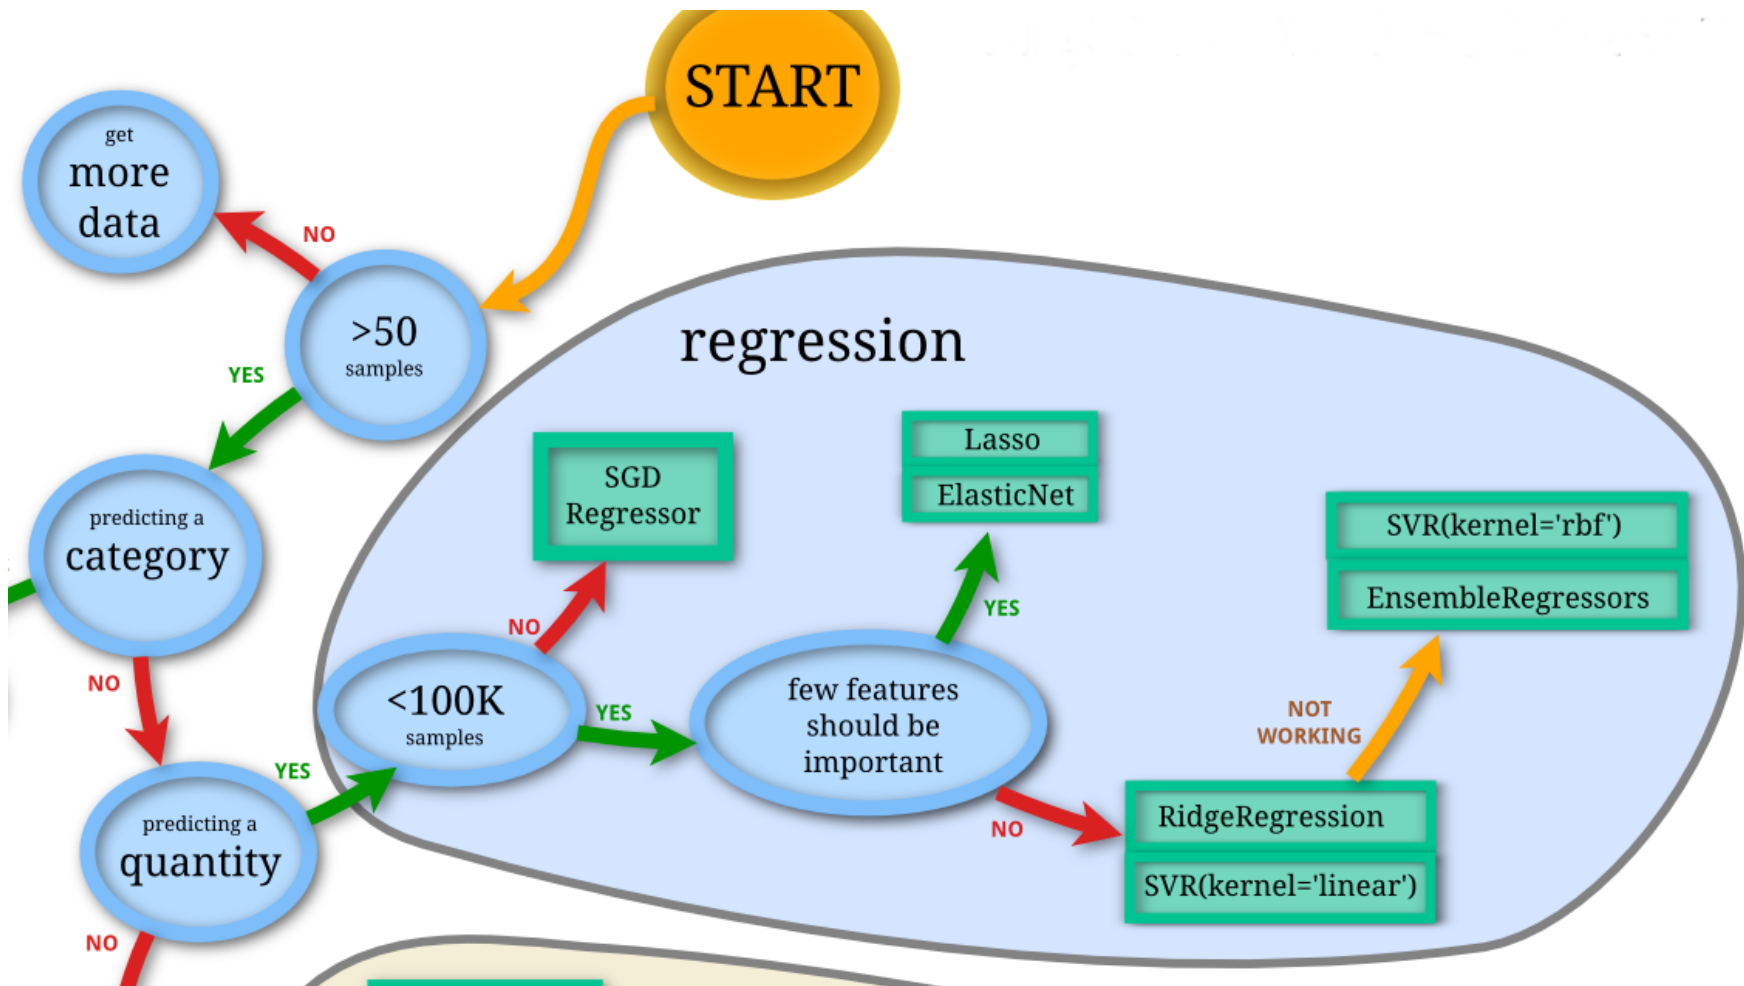 START
get
more
data
NO
>50
samples
YES
regression
predicting a
category
SGD
Regressor
Lasso
ElasticNet
SVR(kernel='rbf')
EnsembleRegressors
NO
YES
NO
<100K
samples
YES
few features
should be
important
NOT
WORKING
YES
predicting a
quantity
NO
RidgeRegression
SVR(kernel='linear')
NO